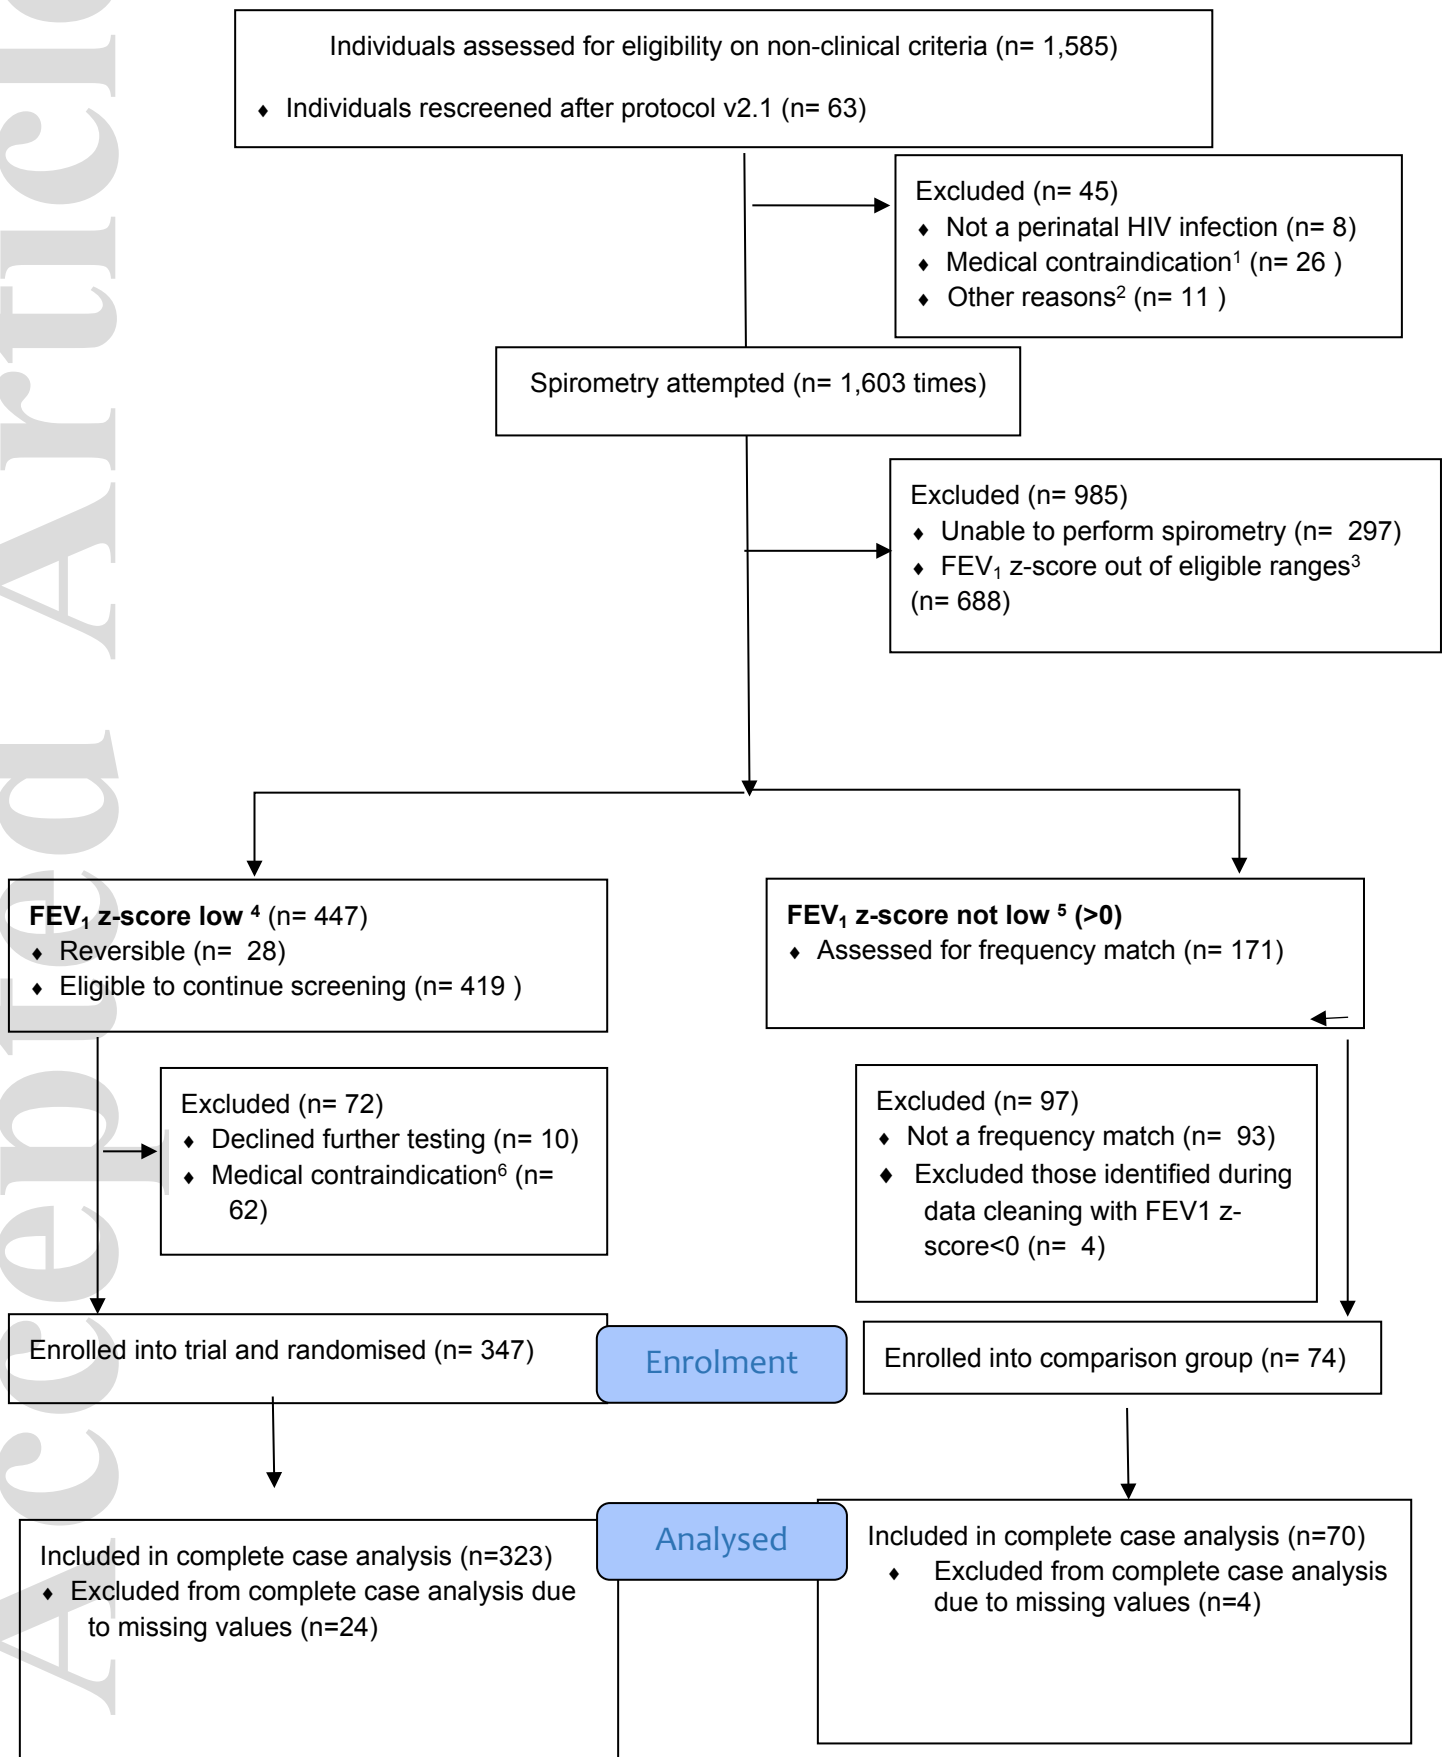 Accepted Article
Individuals assessed for eligibility on non-clinical criteria (n= 1,585)
♦ Individuals rescreened after protocol v2.1 (n= 63)
Excluded (n= 45)
♦ Not a perinatal HIV infection (n= 8)
♦ Medical contraindication¹ (n= 26 )
♦ Other reasons² (n= 11 )
Spirometry attempted (n= 1,603 times)
Excluded (n= 985)
♦ Unable to perform spirometry (n=  297)
♦ FEV₁ z-score out of eligible ranges³
(n= 688)
FEV₁ z-score low ⁴ (n= 447)
♦ Reversible (n=  28)
♦ Eligible to continue screening (n= 419 )
FEV₁ z-score not low ⁵ (>0)
♦ Assessed for frequency match (n= 171)
Excluded (n= 72)
♦ Declined further testing (n= 10)
♦ Medical contraindication⁶ (n=
62)
Excluded (n= 97)
♦ Not a frequency match (n=  93)
♦ Excluded those identified during
data cleaning with FEV1 z-
score<0 (n=  4)
Enrolled into trial and randomised (n= 347)
Enrolment
Enrolled into comparison group (n= 74)
Analysed
Included in complete case analysis (n=323)
♦ Excluded from complete case analysis due
to missing values (n=24)
Included in complete case analysis (n=70)
♦ Excluded from complete case analysis
due to missing values (n=4)